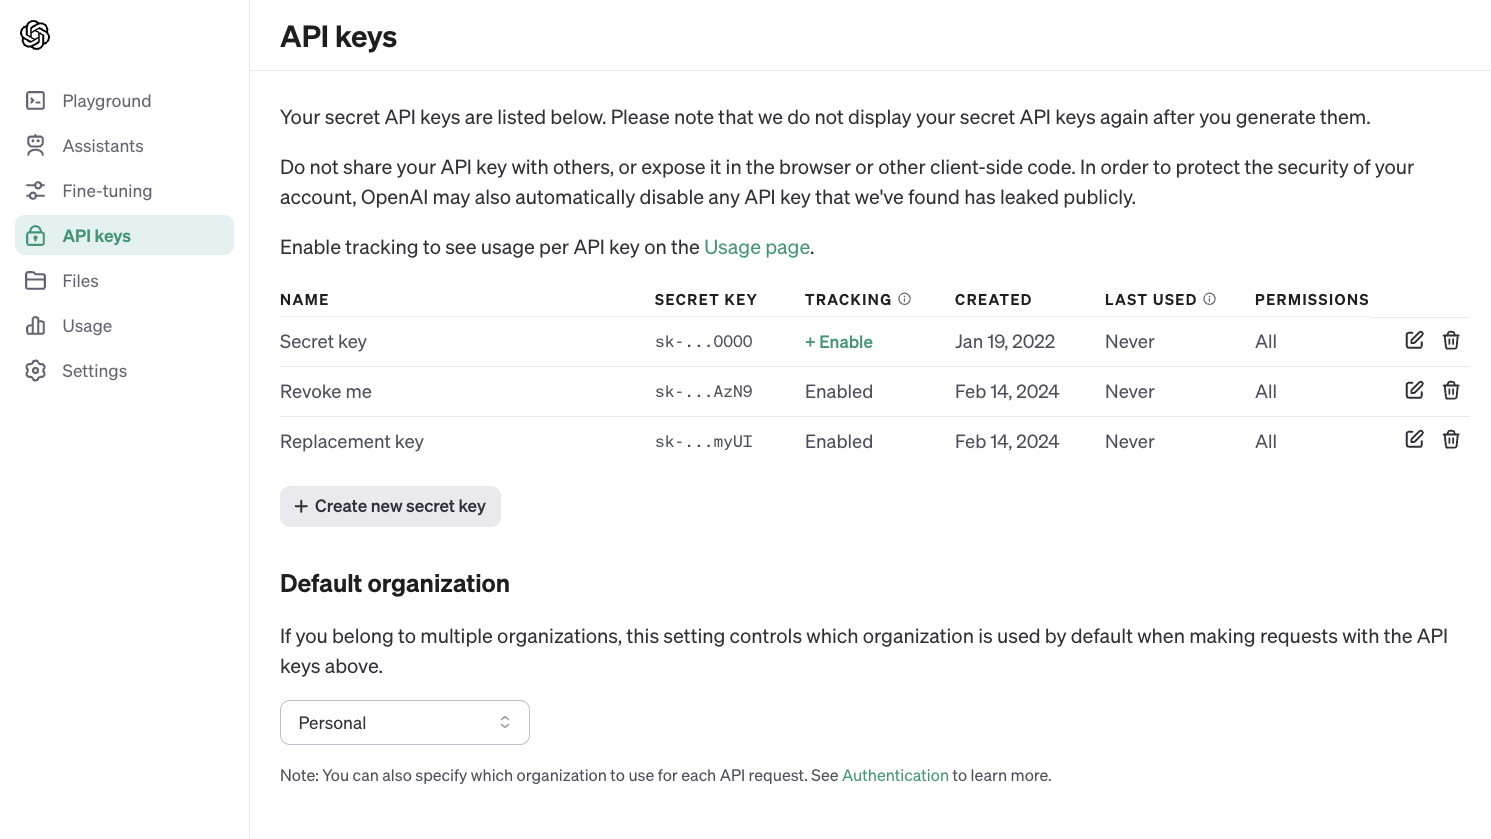 API keys
Playground
Assistants
Fine-tuning
API keys
Files
Usage
Settings
Your secret API keys are listed below. Please note that we do not display your secret API keys again after you generate them.
Do not share your API key with others, or expose it in the browser or other client-side code. In order to protect the security of your
account, OpenAI may also automatically disable any API key that we've found has leaked publicly.
Enable tracking to see usage per API key on the Usage page.
NAME SECRET KEY TRACKING CREATED LAST USED PERMISSIONS
Secret key sk-...0000 + Enable Jan 19, 2022 Never All
Revoke me sk-...AzN9 Enabled Feb 14, 2024 Never All
Replacement key sk-...myUI Enabled Feb 14, 2024 Never All
+ Create new secret key
Default organization
If you belong to multiple organizations, this setting controls which organization is used by default when making requests with the API
keys above.
Personal
Note: You can also specify which organization to use for each API request. See Authentication to learn more.